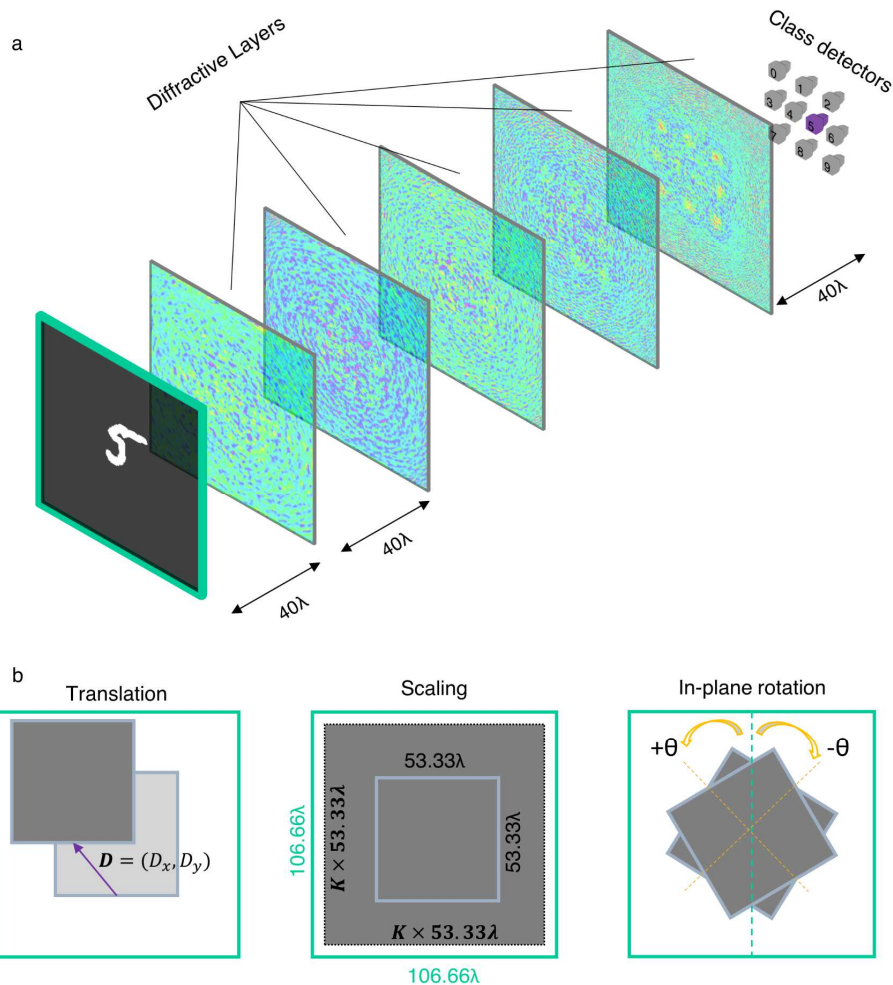 a
Diffractive Layers
Class detectors
0
1
2
3
4
5
6
7
8
9
40λ
40λ
40λ
b
Translation
Scaling
In-plane rotation
D = (Dx, Dy)
53.33λ
53.33λ
K × 53.33λ
K × 53.33λ
106.66λ
106.66λ
+θ
-θ